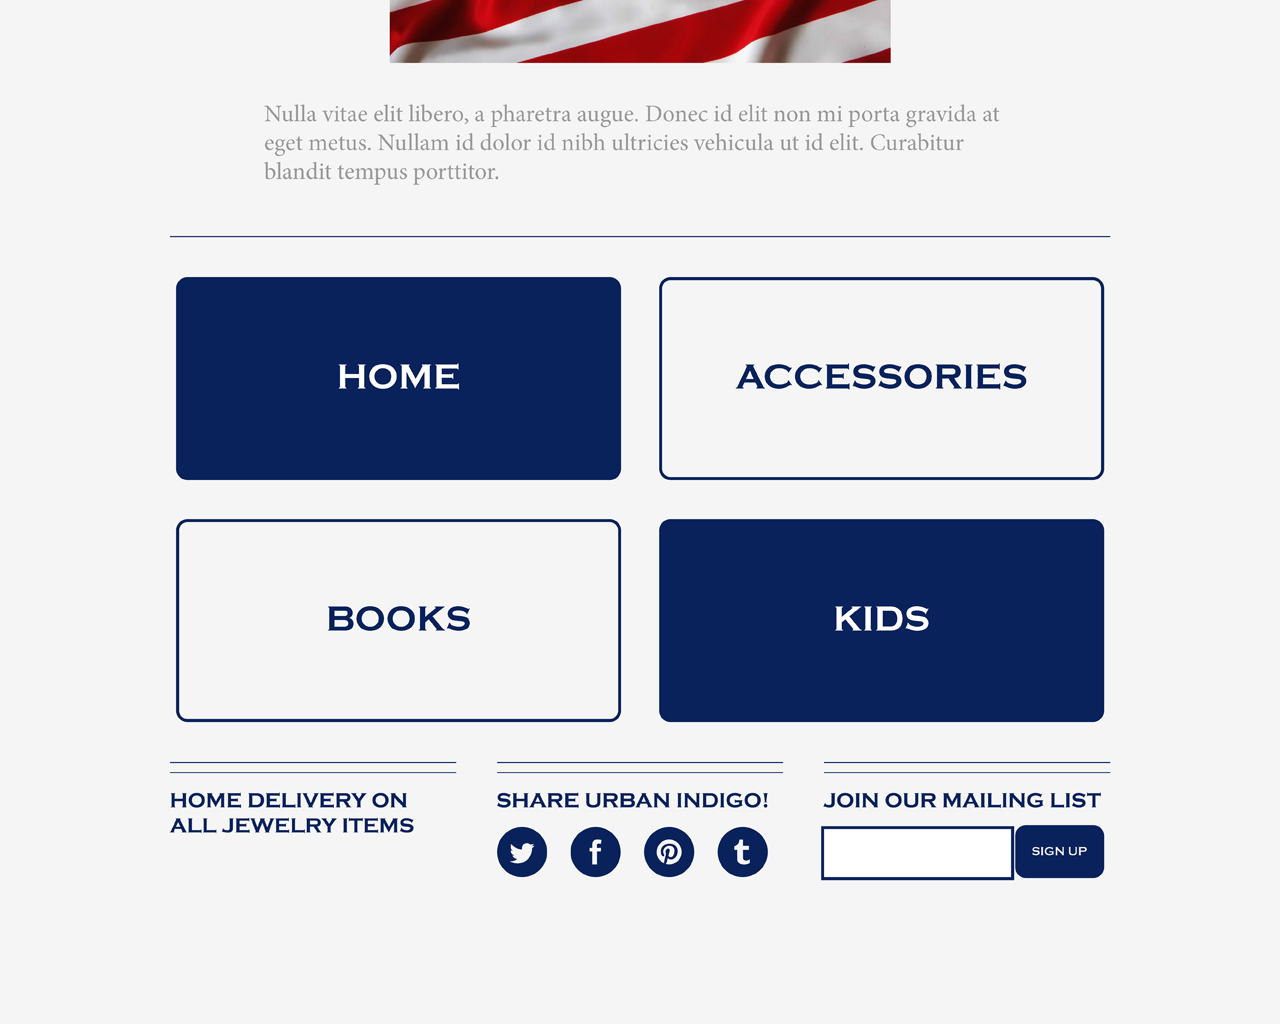 Nulla vitae elit libero, a pharetra augue. Donec id elit non mi porta gravida at
eget metus. Nullam id dolor id nibh ultricies vehicula ut id elit. Curabitur
blandit tempus porttitor.
HOME
ACCESSORIES
BOOKS
KIDS
HOME DELIVERY ON
ALL JEWELRY ITEMS
SHARE URBAN INDIGO!
JOIN OUR MAILING LIST
SIGN UP